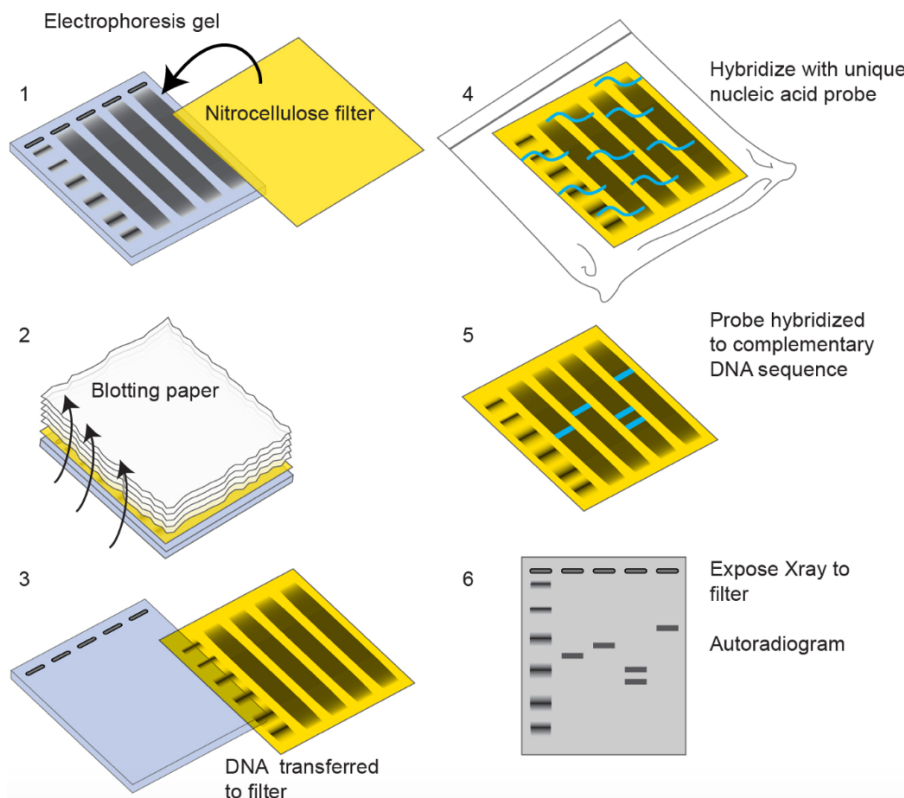 Electrophoresis gel
1
Nitrocellulose filter
2
Blotting paper
3
DNA transferred
to filter
4
Hybridize with unique
nucleic acid probe
5
Probe hybridized
to complementary
DNA sequence
6
Expose Xray to
filter
Autoradiogram